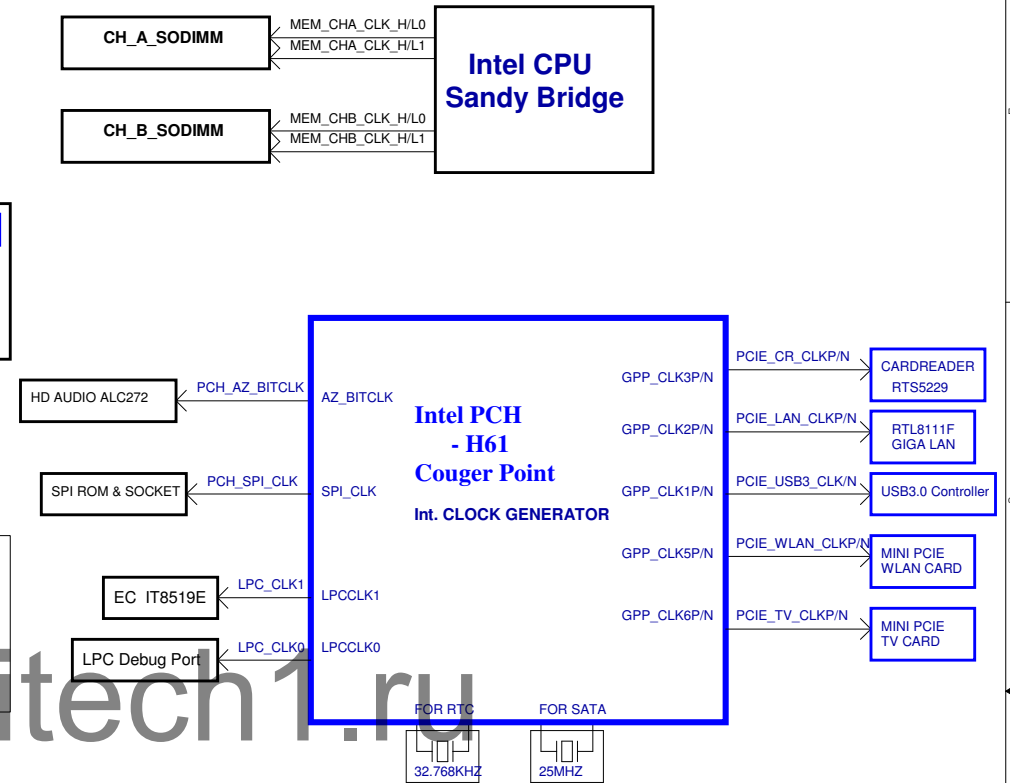 CH_A_SODIMM
MEM_CHA_CLK_H/L0
MEM_CHA_CLK_H/L1
Intel CPU
Sandy Bridge
CH_B_SODIMM
MEM_CHB_CLK_H/L0
MEM_CHB_CLK_H/L1
HD AUDIO ALC272
PCH_AZ_BITCLK
AZ_BITCLK
SPI ROM & SOCKET
PCH_SPI_CLK
SPI_CLK
EC IT8519E
LPC_CLK1
LPCCLK1
LPC Debug Port
LPC_CLK0
LPCCLK0
Intel PCH
- H61
Couger Point
Int. CLOCK GENERATOR
GPP_CLK3P/N
PCIE_CR_CLKP/N
CARDREADER
RTS5229
GPP_CLK2P/N
PCIE_LAN_CLKP/N
RTL8111F
GIGA LAN
GPP_CLK1P/N
PCIE_USB3_CLK/N
USB3.0 Controller
GPP_CLK5P/N
PCIE_WLAN_CLKP/N
MINI PCIE
WLAN CARD
GPP_CLK6P/N
PCIE_TV_CLKP/N
MINI PCIE
TV CARD
FOR RTC
FOR SATA
32.768KHZ
25MHZ
itech1.ru